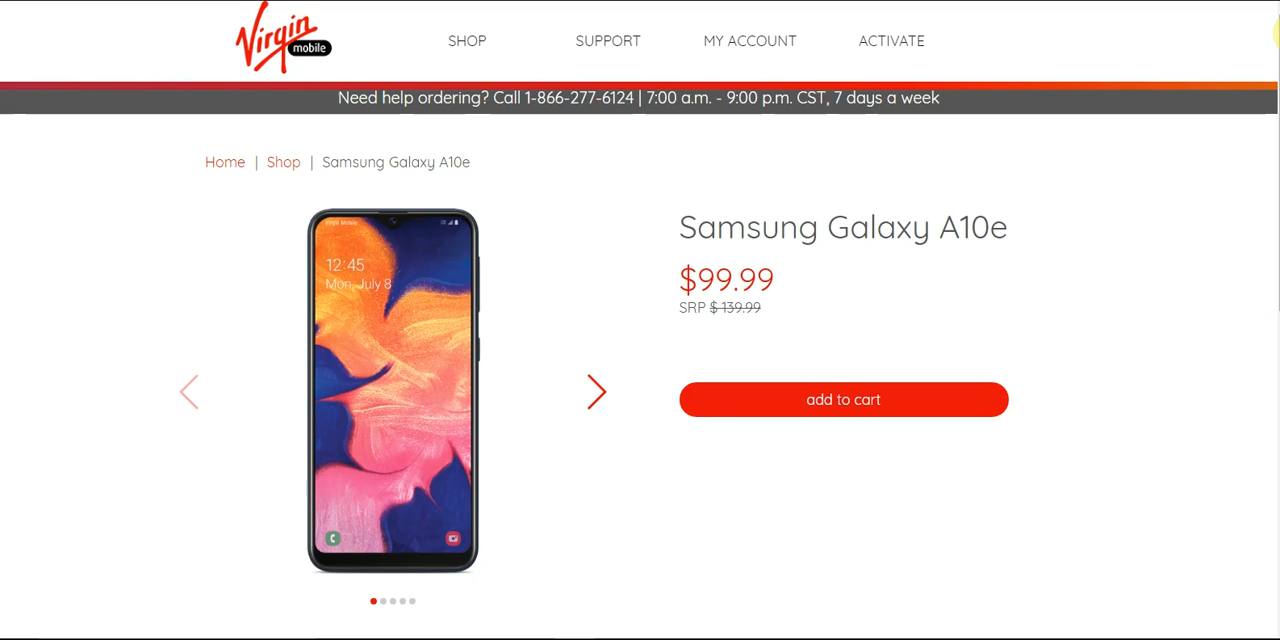 Virgin
mobile
SHOP
SUPPORT
MY ACCOUNT
ACTIVATE
Need help ordering? Call 1-866-277-6124 | 7:00 a.m. - 9:00 p.m. CST, 7 days a week
Home | Shop | Samsung Galaxy A10e
Virgin Mobile
12:45
Mon, July 8
Samsung Galaxy A10e
$99.99
SRP $ 139.99
add to cart